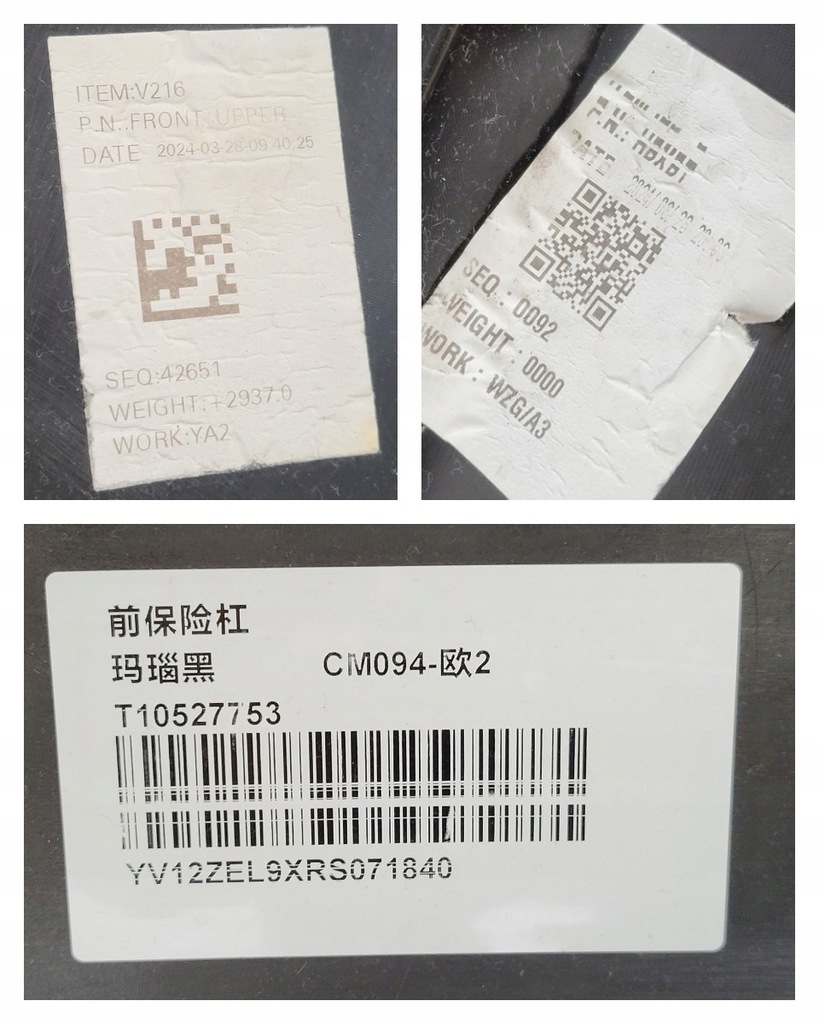 ITEM:V216
P.N.:FRONT UPPER
DATE 2024-03-28-09:40,25
SEQ:42651
WEIGHT:+2937.0
WORK:YA2
DATE
SEQ : 0092
WEIGHT : 0000
WORK : WZG/A3
前保险杠
玛瑙黑 CM094-欧2
T10527753
YV12ZEL9XRS071840